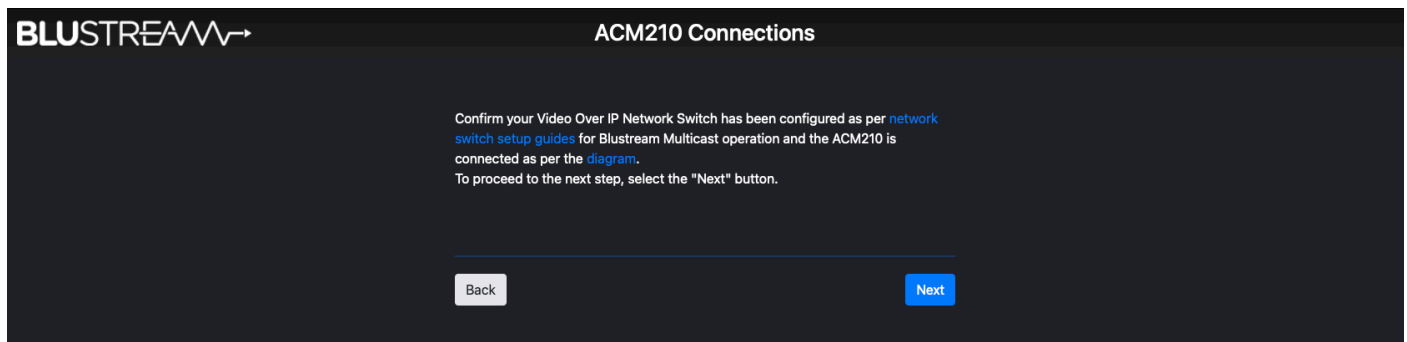 BLUSTREAM
ACM210 Connections
Confirm your Video Over IP Network Switch has been configured as per network
switch setup guides for Blustream Multicast operation and the ACM210 is
connected as per the diagram.
To proceed to the next step, select the "Next" button.
Back
Next